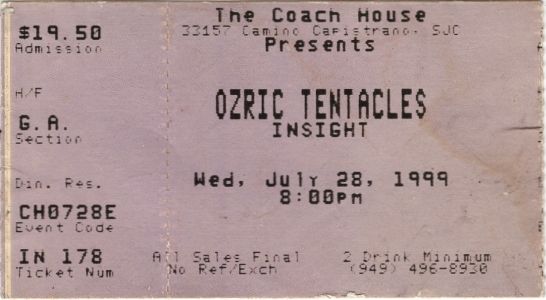 $19.50
Admission
H/F
G.A.
Section
Din. Res.
CH0728E
Event Code
IN 178
Ticket Num
The Coach House
33157 Camino Capistrano, SJC
Presents
OZRIC TENTACLES
INSIGHT
Wed, July 28, 1999
8:00PM
All Sales Final
No Ref/Exch
2 Drink Minimum
(949) 496-8930